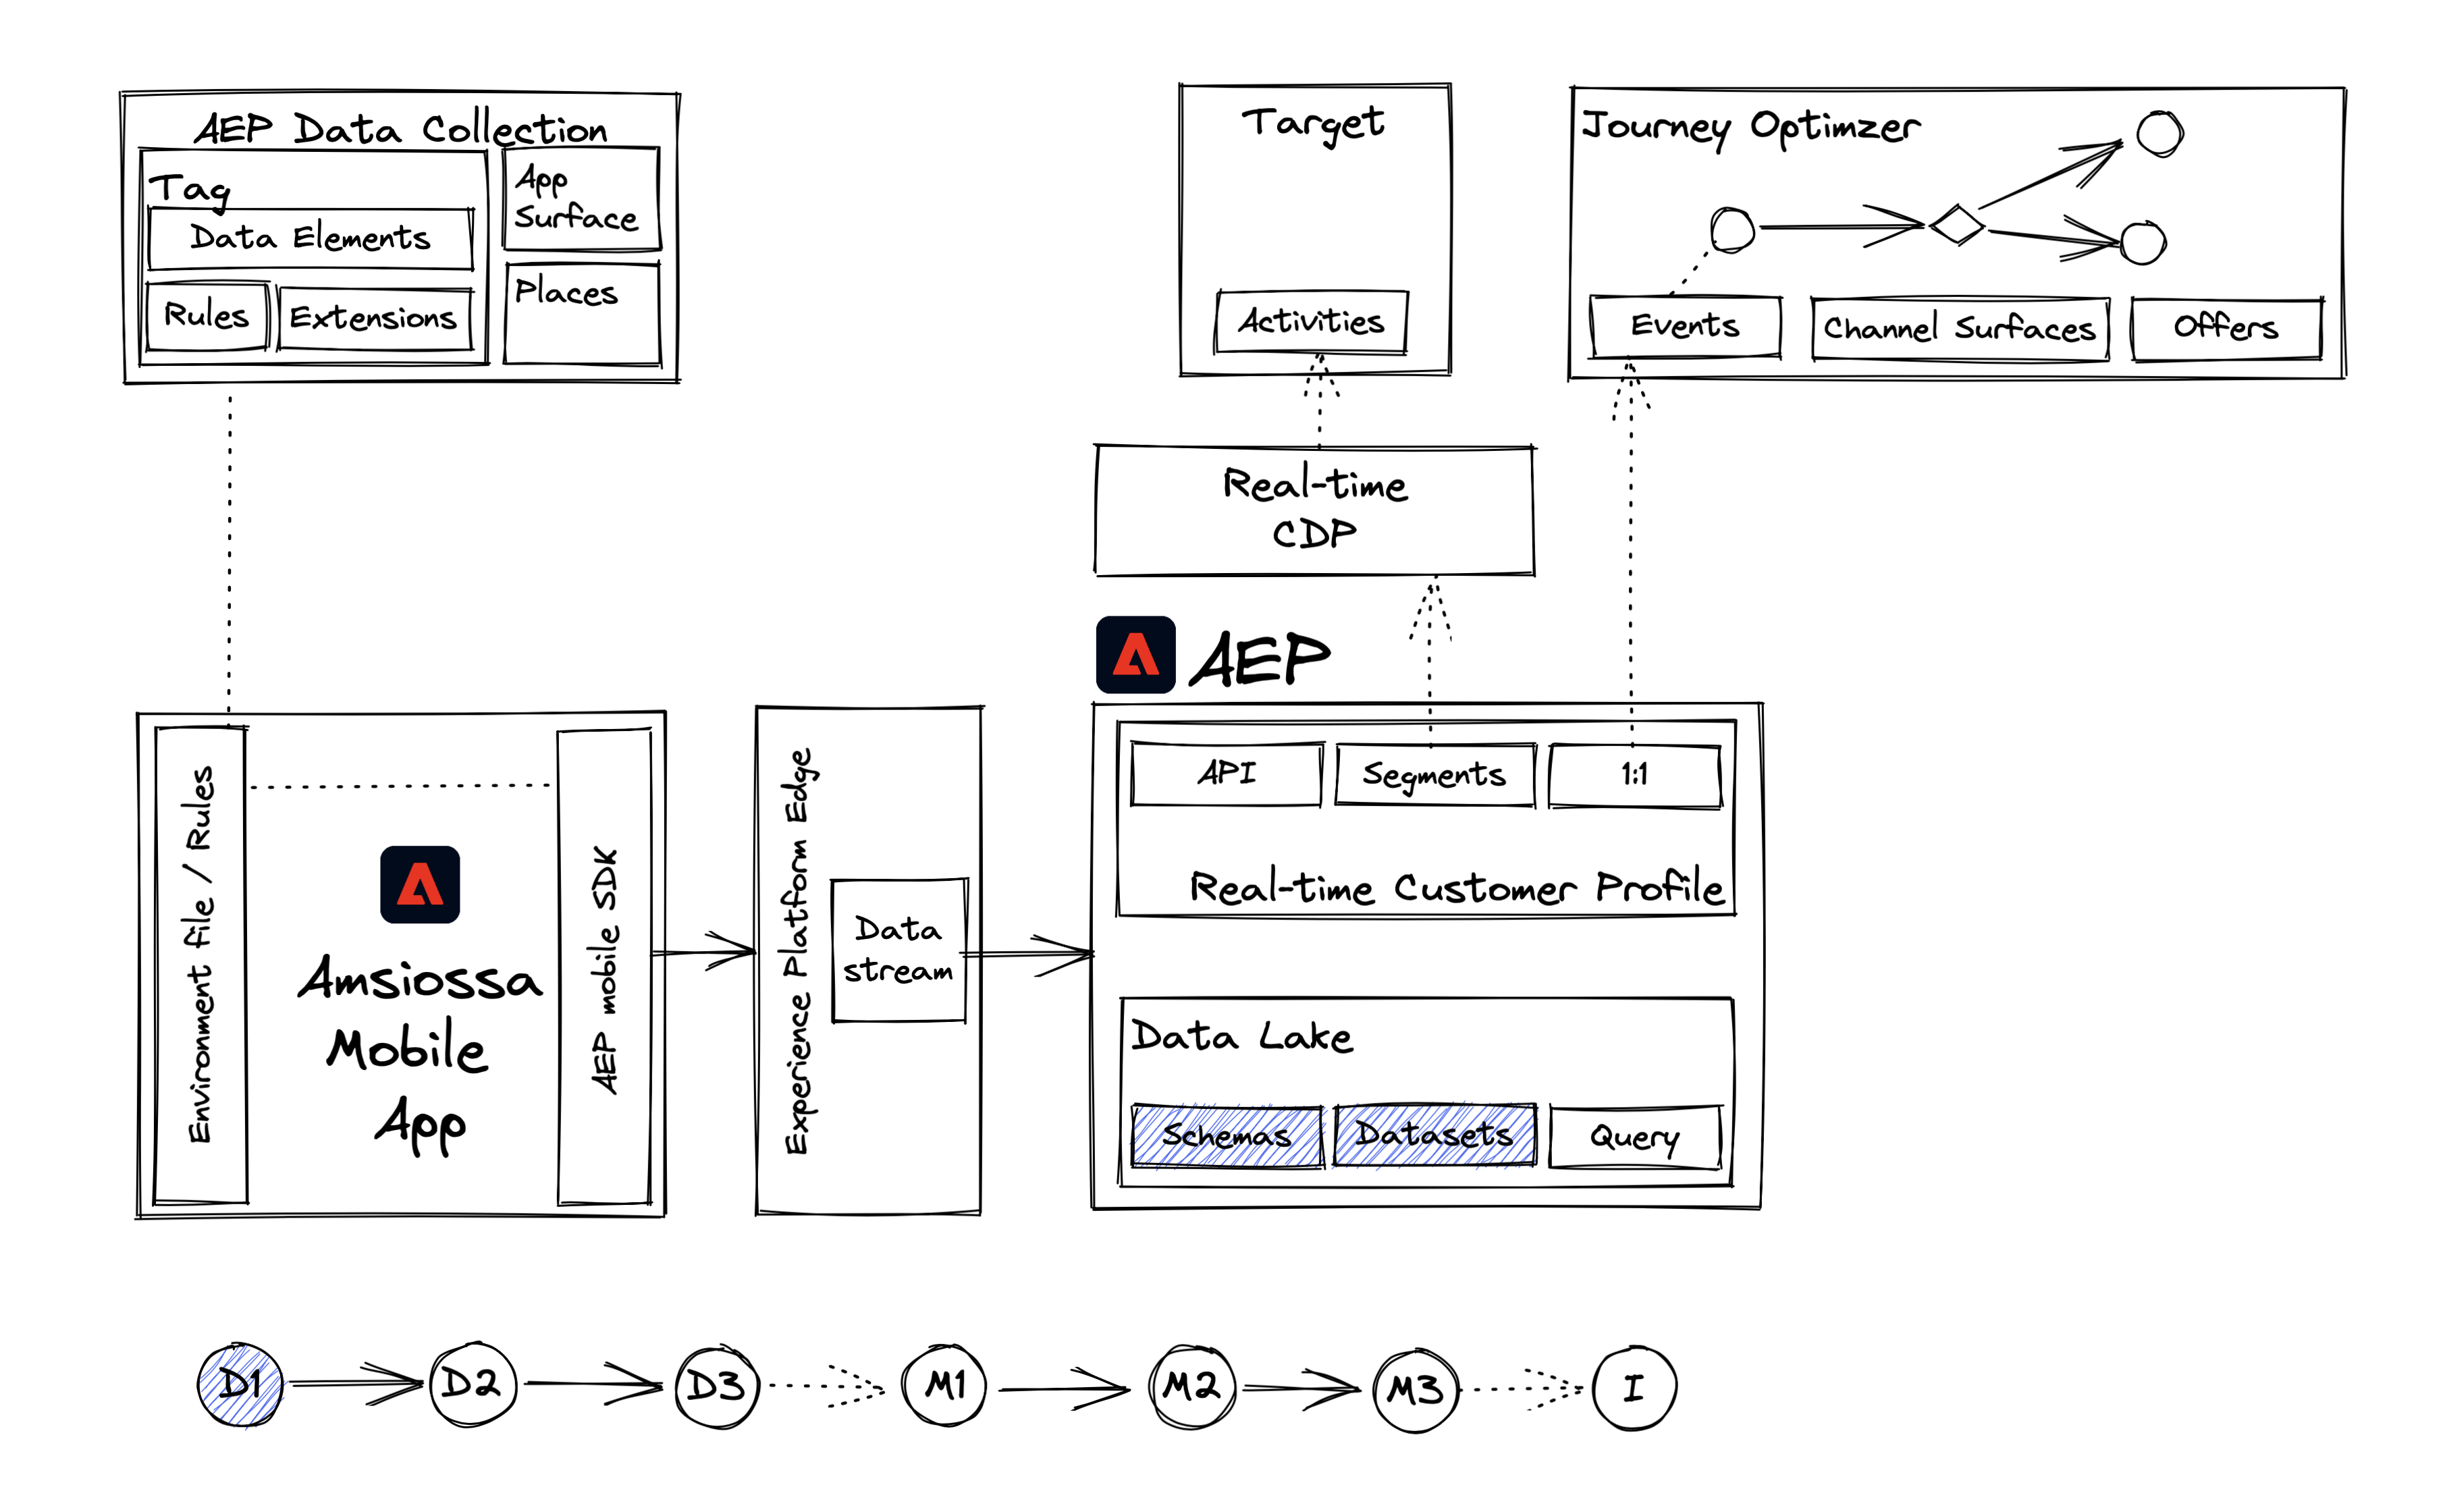 AEP Data Collection
Tag
Data Elements
Rules
Extensions
App
Surface
Places
Target
Activities
Journey Optimzer
Events
Channel Surfaces
Offers
Real-time
CDP
AEP
Environment file / Rules
Amsiossa
Mobile
App
AEP mobile SDK
Experience Platform Edge
Data
stream
API
Segments
1:1
Real-time Customer Profile
Data Lake
Schemas
Datasets
Query
D1
D2
D3
M1
M2
M3
I